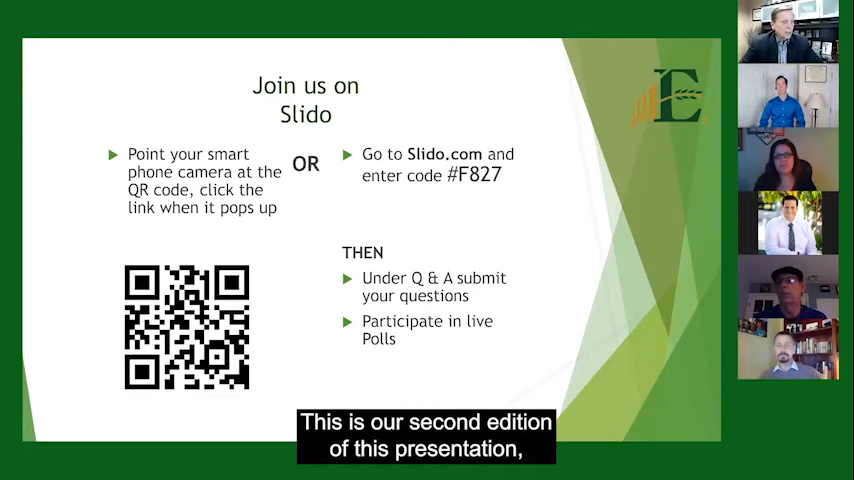 Join us on
Slido
Point your smart
phone camera at the
QR code, click the
link when it pops up
OR
Go to Slido.com and
enter code #F827
THEN
Under Q & A submit
your questions
Participate in live
Polls
E
This is our second edition
of this presentation,